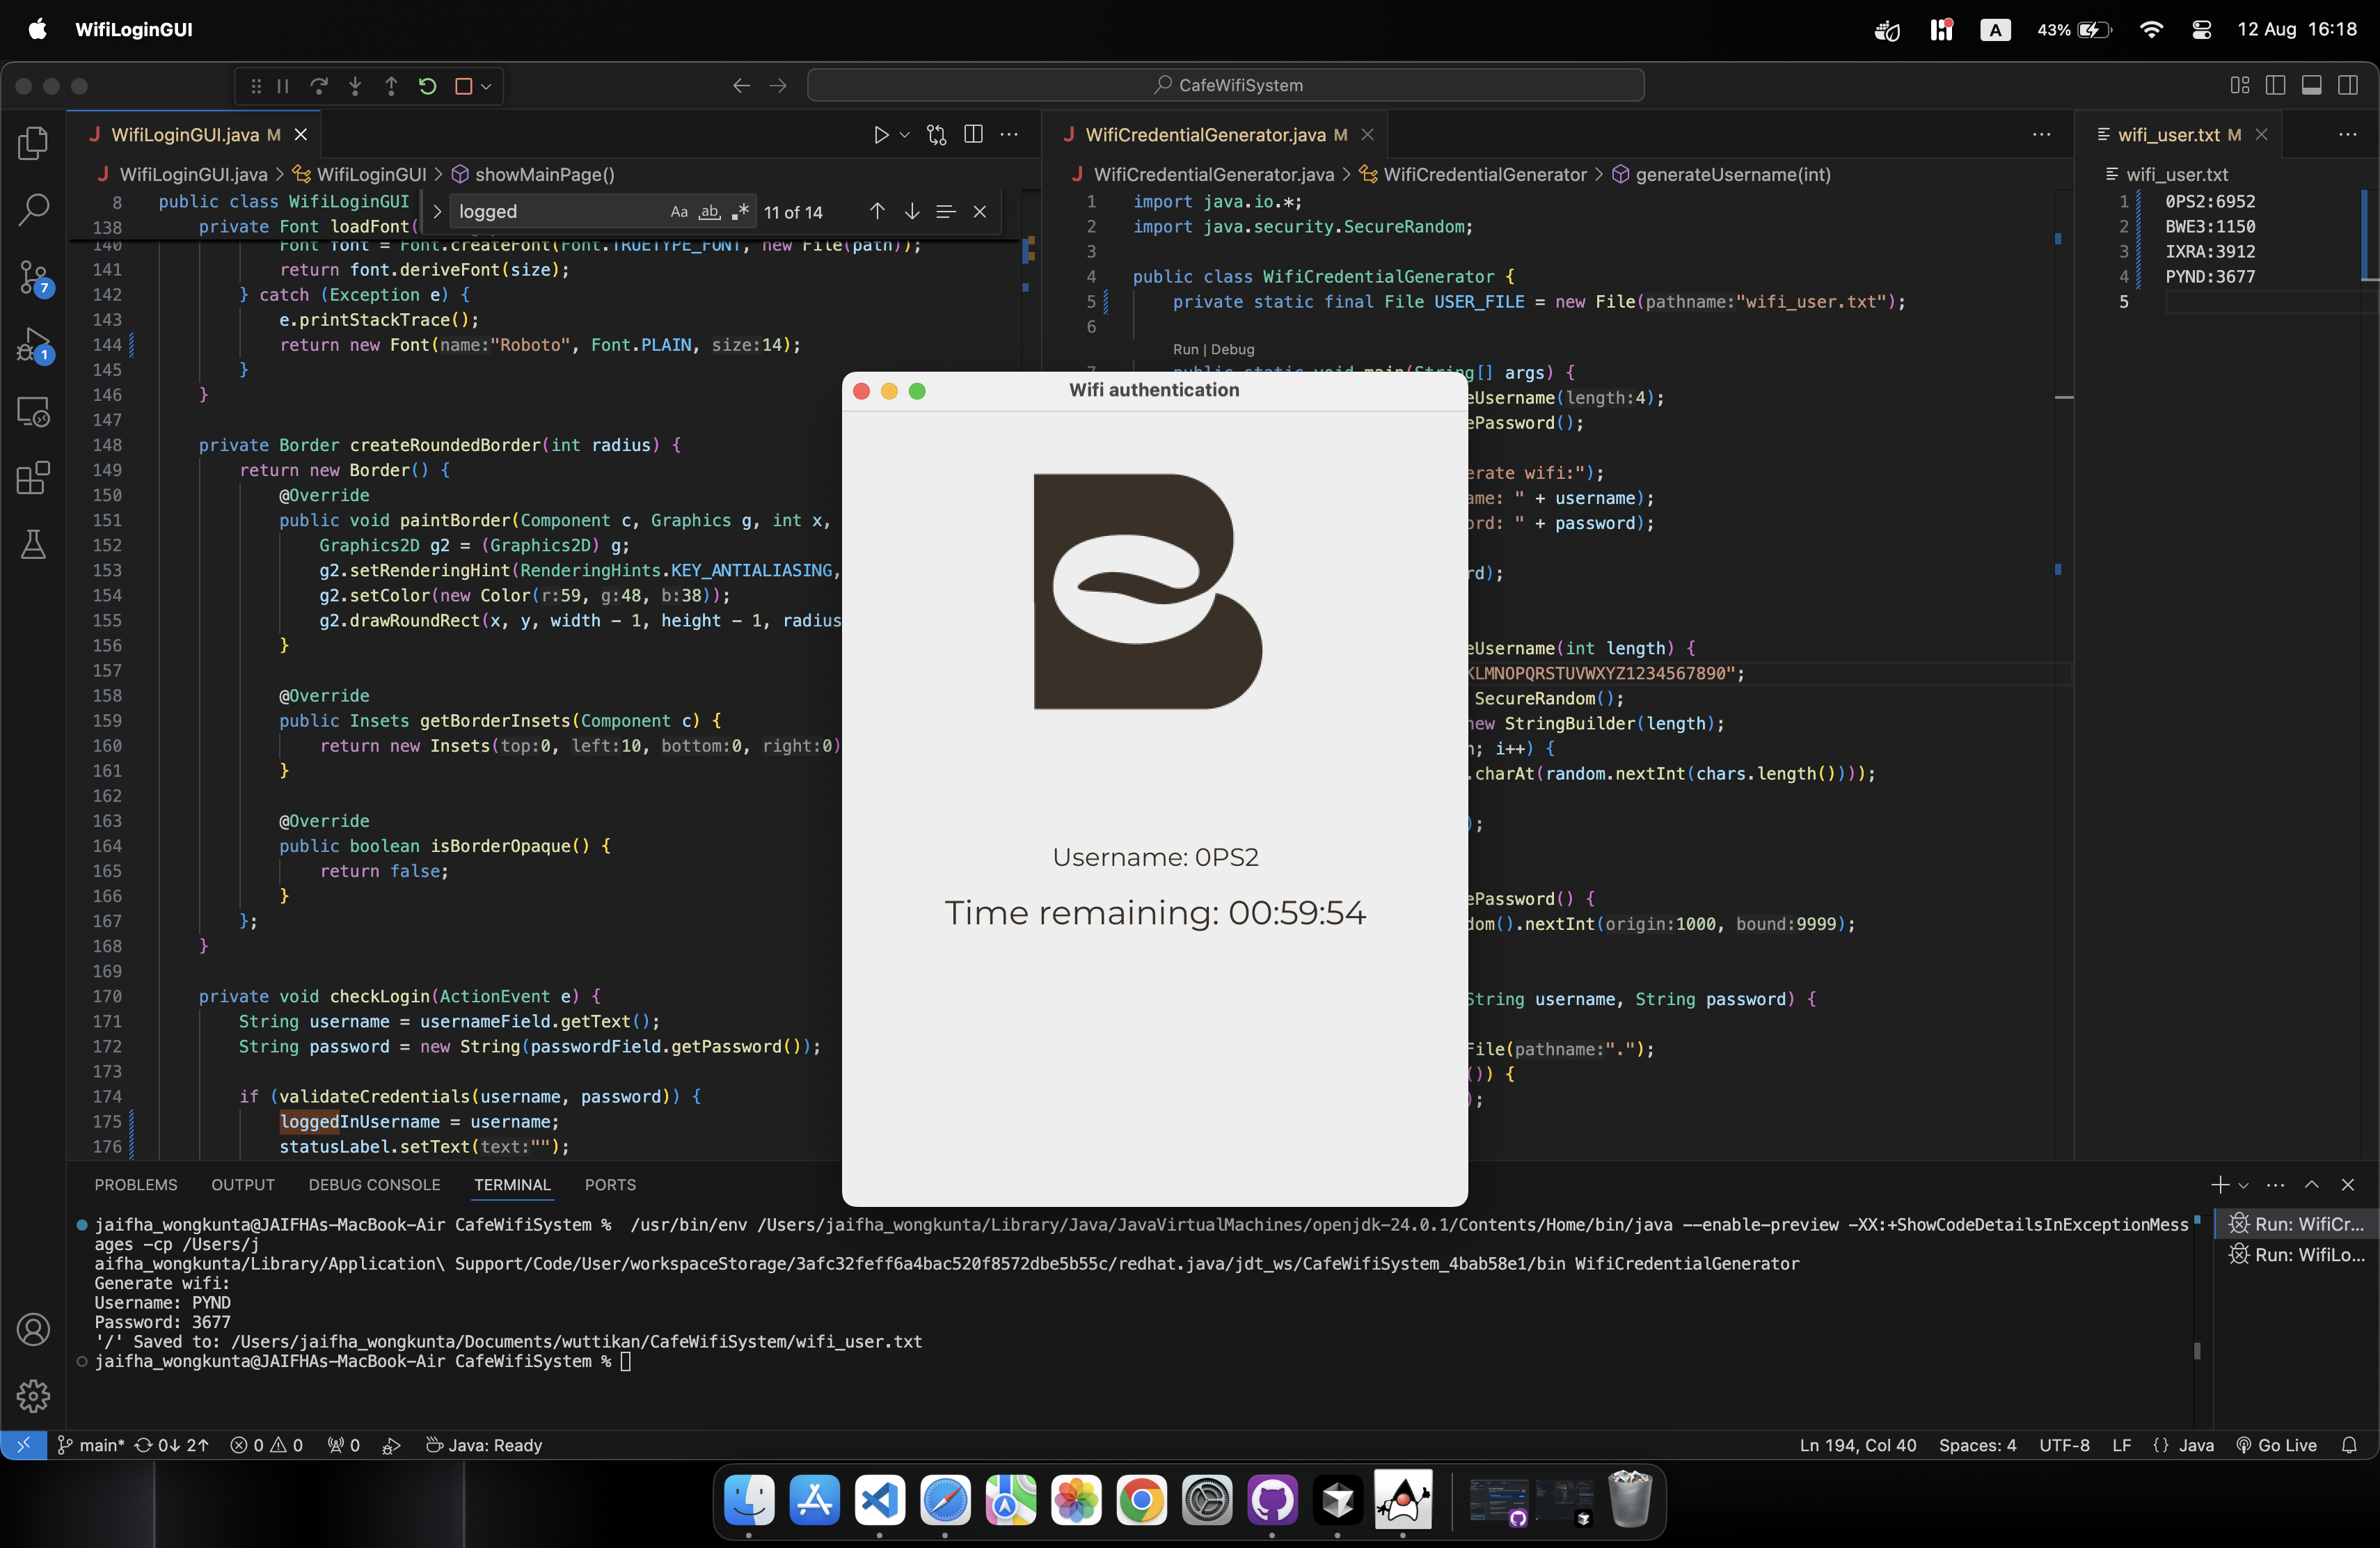 WifiLoginGUI
A
43%
12 Aug 16:18
CafeWifiSystem
WifiLoginGUI.java M
WifiLoginGUI.java > WifiLoginGUI > showMainPage()
logged
Aa
ab
11 of 14
8 public class WifiLoginGUI
138 private Font loadFont(
140 Font font = Font.createFont(Font.TRUETYPE_FONT, new File(path));
141 return font.deriveFont(size);
142 } catch (Exception e) {
143 e.printStackTrace();
144 return new Font(name:"Roboto", Font.PLAIN, size:14);
145 }
146 }
147
148 private Border createRoundedBorder(int radius) {
149 return new Border() {
150 @Override
151 public void paintBorder(Component c, Graphics g, int x,
152 Graphics2D g2 = (Graphics2D) g;
153 g2.setRenderingHint(RenderingHints.KEY_ANTIALIASING,
154 g2.setColor(new Color(r:59, g:48, b:38));
155 g2.drawRoundRect(x, y, width - 1, height - 1, radius
156 }
157
158 @Override
159 public Insets getBorderInsets(Component c) {
160 return new Insets(top:0, left:10, bottom:0, right:0)
161 }
162
163 @Override
164 public boolean isBorderOpaque() {
165 return false;
166 }
167 };
168 }
169
170 private void checkLogin(ActionEvent e) {
171 String username = usernameField.getText();
172 String password = new String(passwordField.getPassword());
173
174 if (validateCredentials(username, password)) {
175 loggedInUsername = username;
176 statusLabel.setText(text:"");
7
1
WifiCredentialGenerator.java M
WifiCredentialGenerator.java > WifiCredentialGenerator > generateUsername(int)
1 import java.io.*;
2 import java.security.SecureRandom;
3
4 public class WifiCredentialGenerator {
5 private static final File USER_FILE = new File(pathname:"wifi_user.txt");
6
Run | Debug
7 public static void main(String[] args) {
eUsername(length:4);
ePassword();
erate wifi:");
ame: " + username);
ord: " + password);
rd);
eUsername(int length) {
KLMNOPQRSTUVWXYZ1234567890";
SecureRandom();
new StringBuilder(length);
n; i++) {
.charAt(random.nextInt(chars.length())));
);
ePassword() {
dom().nextInt(origin:1000, bound:9999);
String username, String password) {
File(pathname:".");
()) {
);
wifi_user.txt M
wifi_user.txt
1 0PS2:6952
2 BWE3:1150
3 IXRA:3912
4 PYND:3677
5
Wifi authentication
Username: 0PS2
Time remaining: 00:59:54
PROBLEMS OUTPUT DEBUG CONSOLE TERMINAL PORTS
jaifha_wongkunta@JAIFHAs-MacBook-Air CafeWifiSystem % /usr/bin/env /Users/jaifha_wongkunta/Library/Java/JavaVirtualMachines/openjdk-24.0.1/Contents/Home/bin/java --enable-preview -XX:+ShowCodeDetailsInExceptionMess
ages -cp /Users/j
aifha_wongkunta/Library/Application\ Support/Code/User/workspaceStorage/3afc32feff6a4bac520f8572dbe5b55c/redhat.java/jdt_ws/CafeWifiSystem_4bab58e1/bin WifiCredentialGenerator
Generate wifi:
Username: PYND
Password: 3677
'/' Saved to: /Users/jaifha_wongkunta/Documents/wuttikan/CafeWifiSystem/wifi_user.txt
jaifha_wongkunta@JAIFHAs-MacBook-Air CafeWifiSystem %
Run: WifiCr...
Run: WifiLo...
main* 0↓ 2↑ 0 0 0 Java: Ready
Ln 194, Col 40 Spaces: 4 UTF-8 LF {} Java Go Live